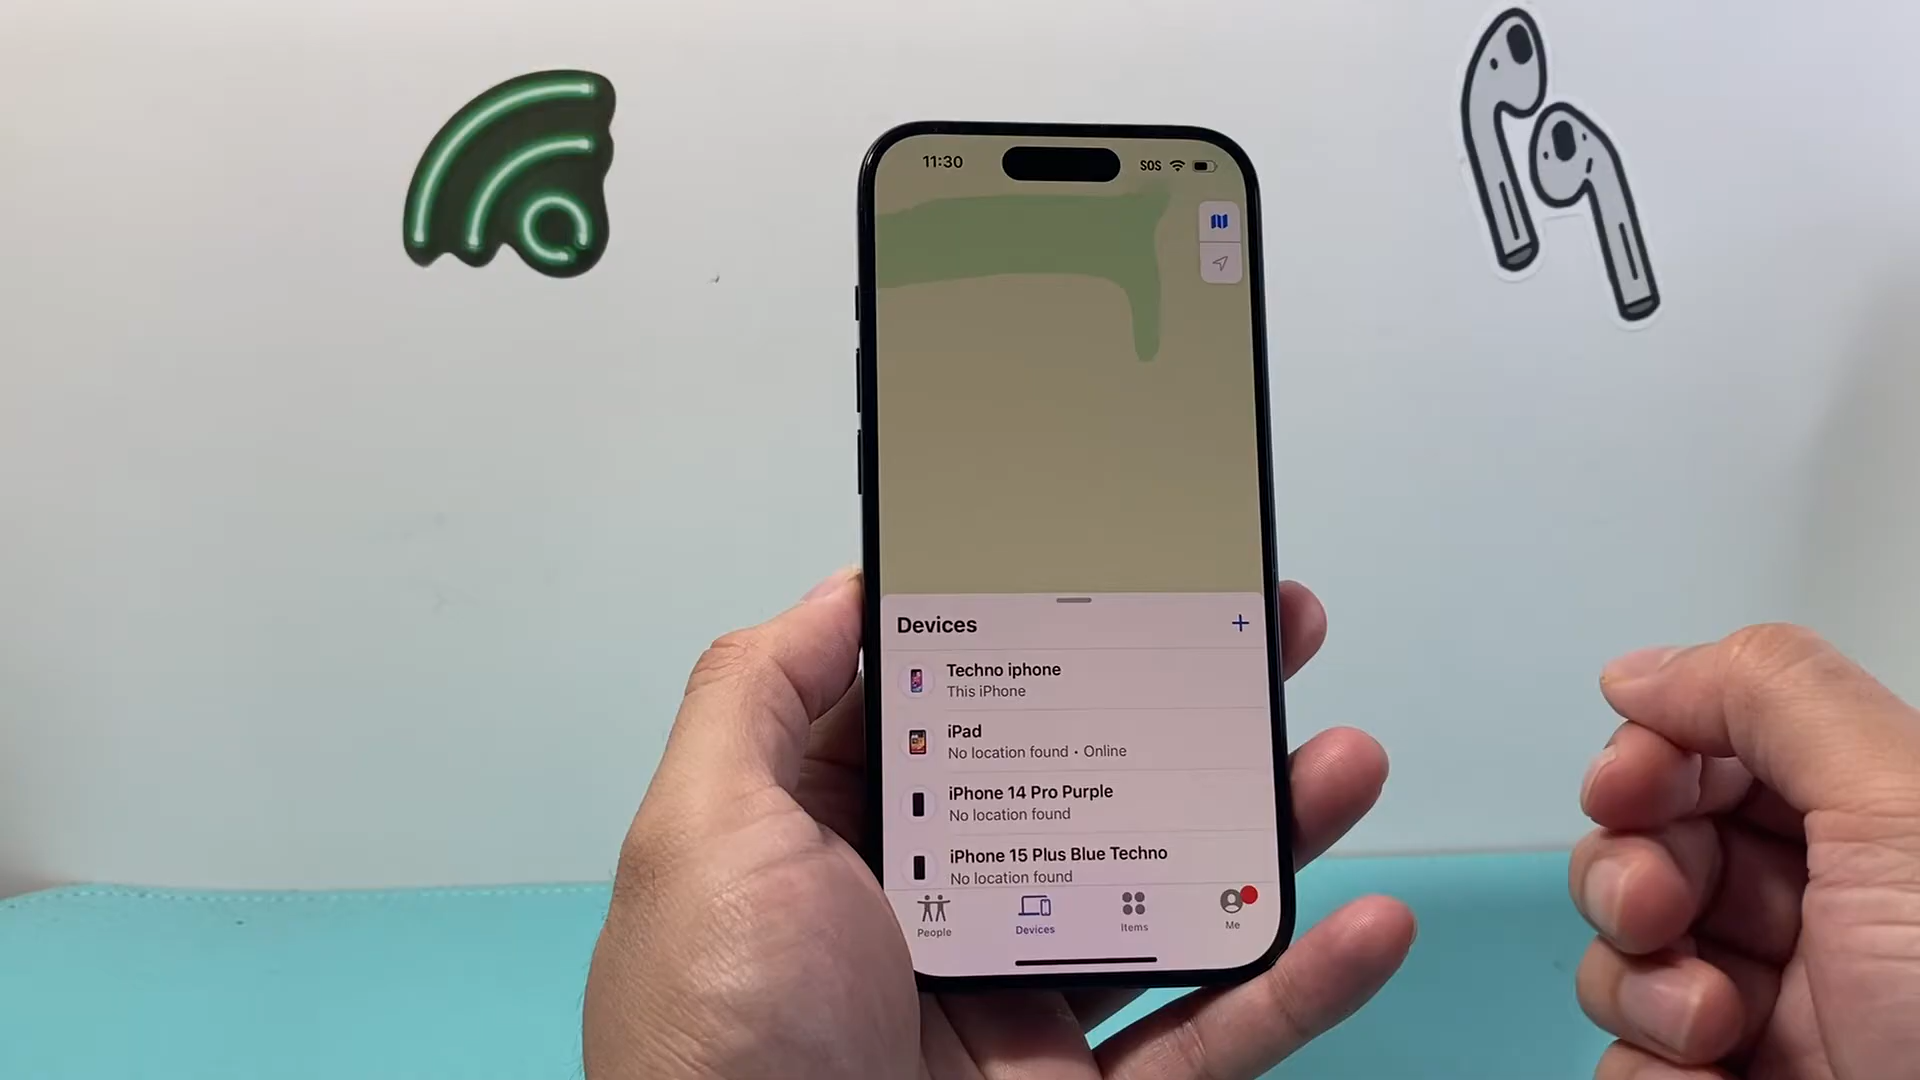 11:30
SOS
Devices
Techno iphone
This iPhone
iPad
No location found • Online
iPhone 14 Pro Purple
No location found
iPhone 15 Plus Blue Techno
No location found
People
Devices
Items
Me